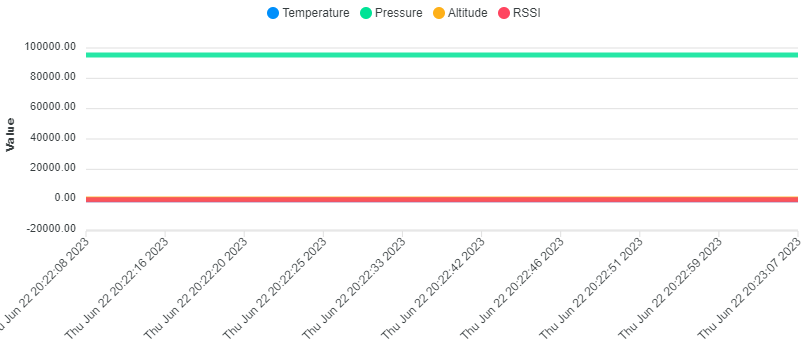 Temperature Pressure Altitude RSSI
100000.00
80000.00
60000.00
40000.00
20000.00
0.00
-20000.00
Value
Jun 22 20:22:08 2023
Thu Jun 22 20:22:16 2023
Thu Jun 22 20:22:20 2023
Thu Jun 22 20:22:25 2023
Thu Jun 22 20:22:33 2023
Thu Jun 22 20:22:42 2023
Thu Jun 22 20:22:46 2023
Thu Jun 22 20:22:51 2023
Thu Jun 22 20:22:59 2023
Thu Jun 22 20:23:07 2023